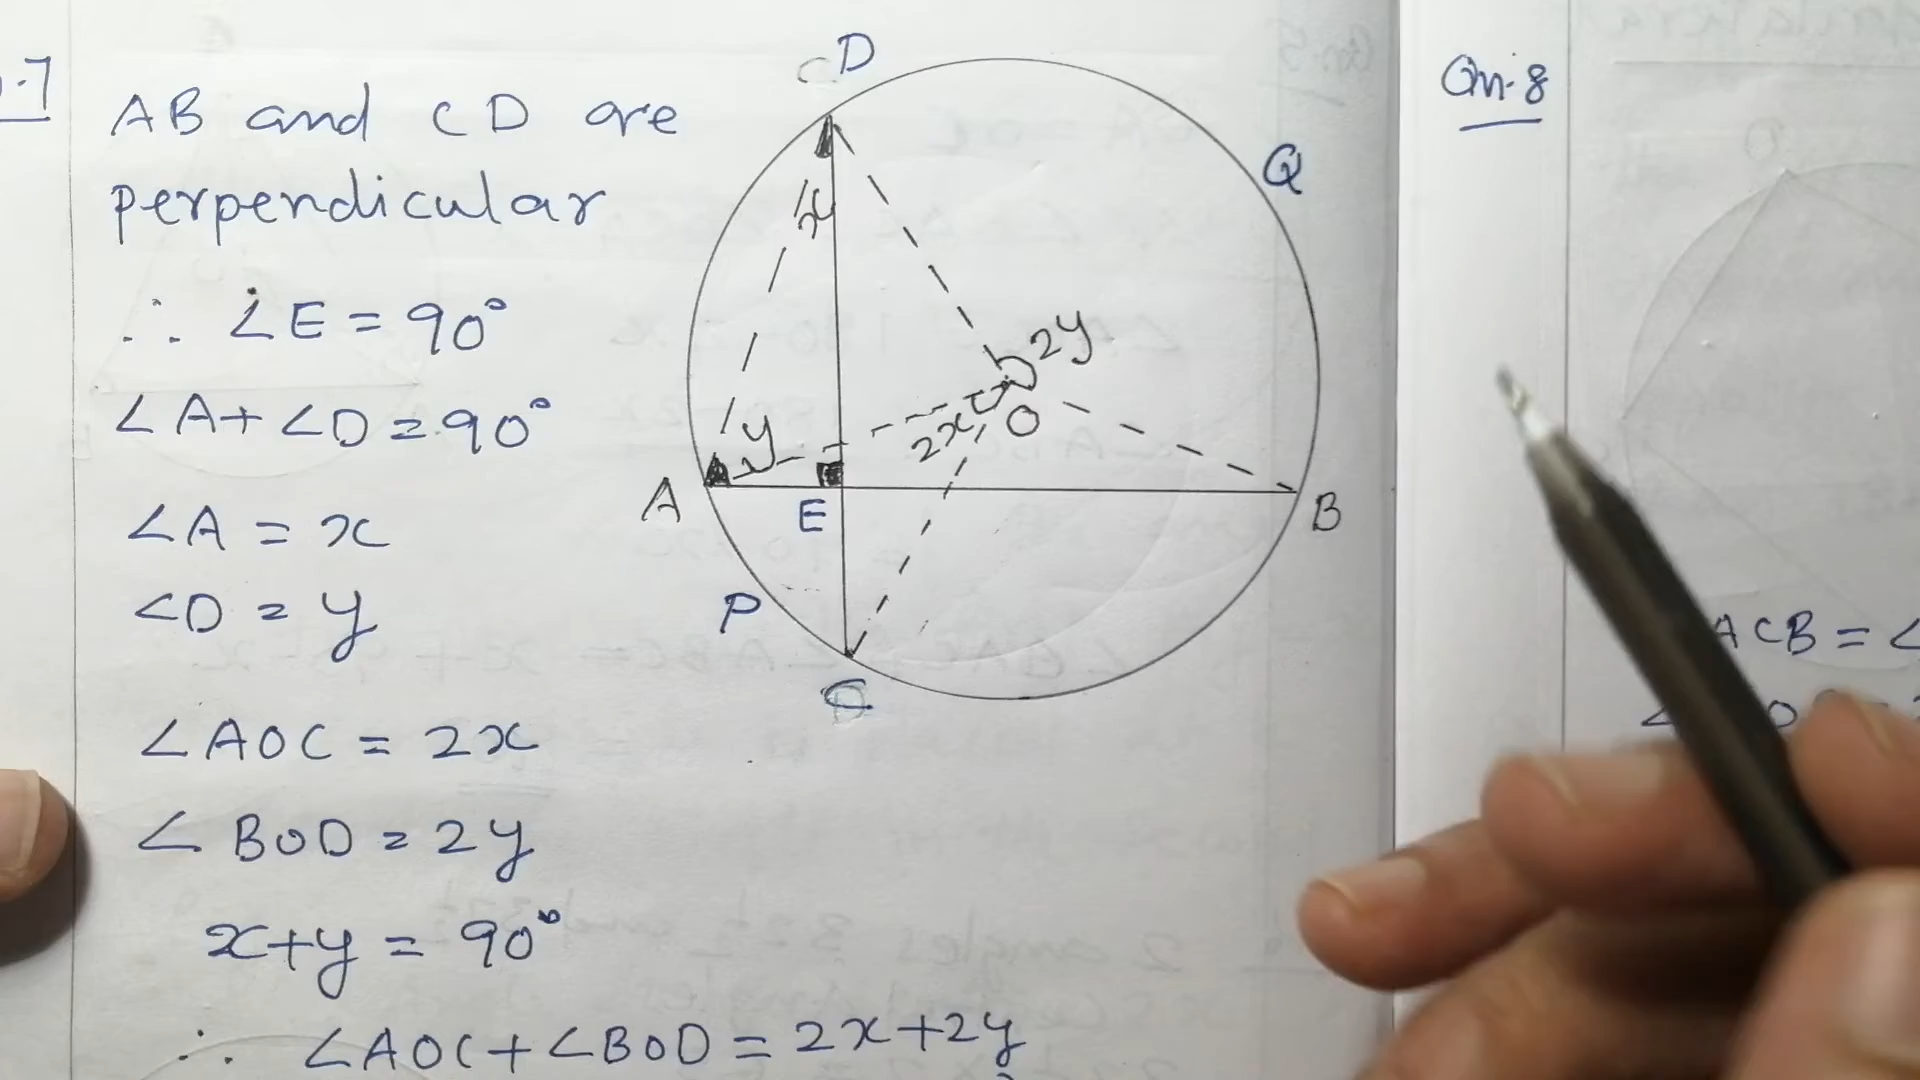 .7
AB and CD are
perpendicular
∴ ∠E = 90°
∠A + ∠D = 90°
∠A = x
∠D = y
∠AOC = 2x
∠BOD = 2y
x+y = 90°
∴ ∠AOC + ∠BOD = 2x+2y
D
Q
x
2y
2x
O
y
A
E
B
P
C
Qn.8
ACB = ∠